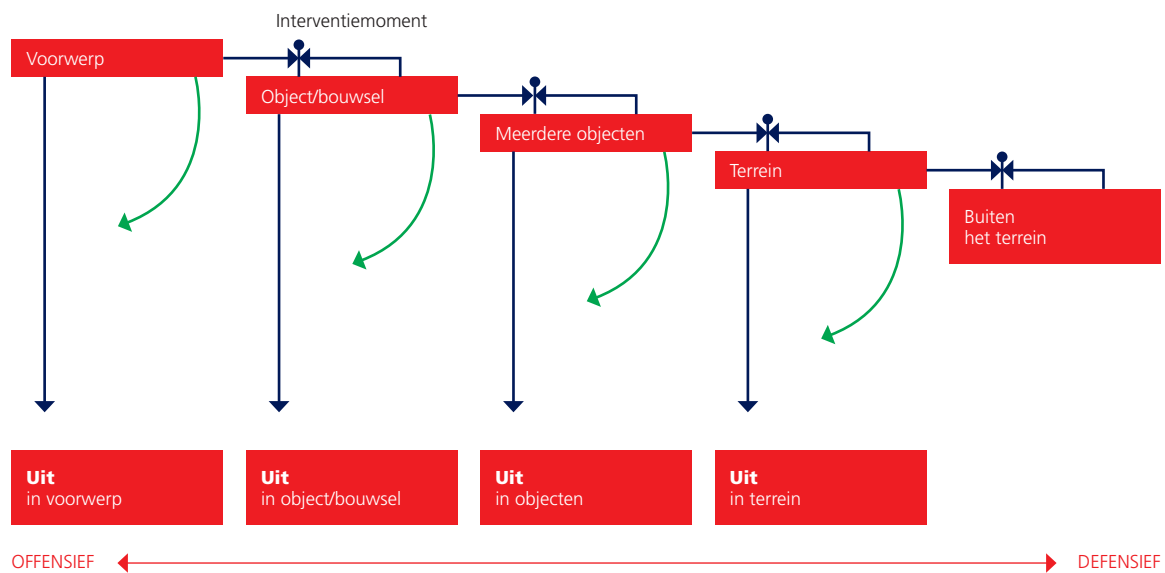 Interventiemoment
Voorwerp
Object/bouwsel
Meerdere objecten
Terrein
Buiten
het terrein
Uit
in voorwerp
Uit
in object/bouwsel
Uit
in objecten
Uit
in terrein
OFFENSIEF
DEFENSIEF